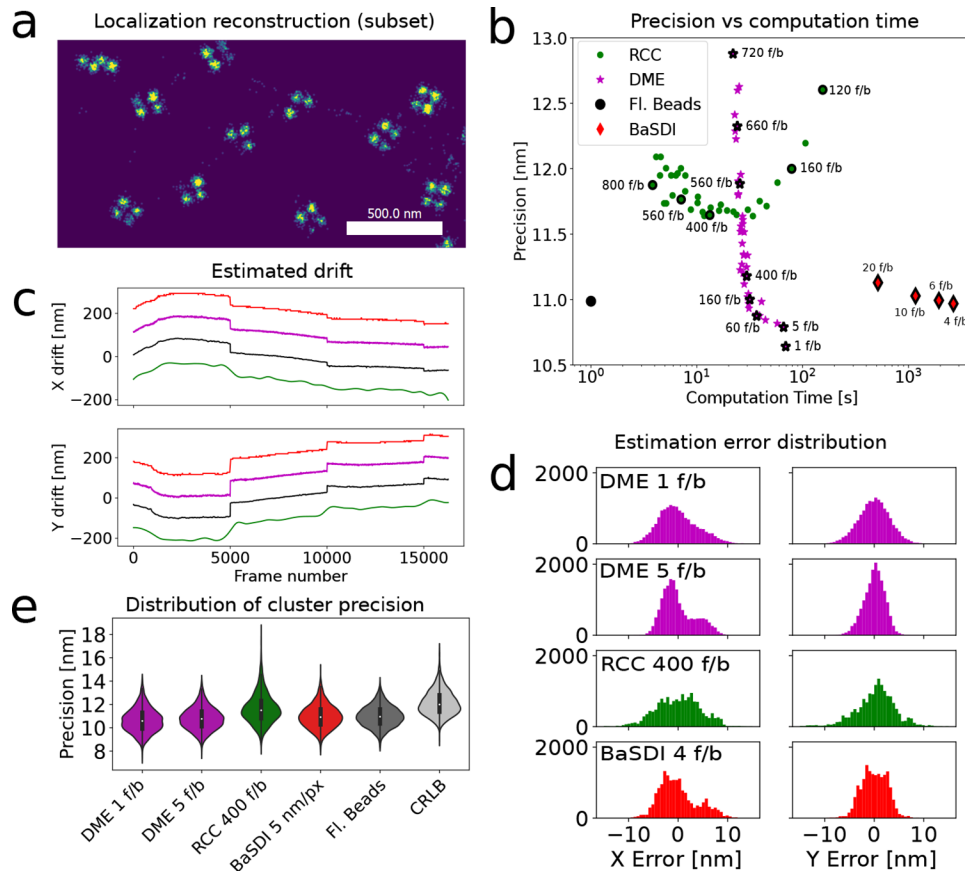 a
Localization reconstruction (subset)
500.0 nm
b
Precision vs computation time
Precision [nm]
13.0
12.5
12.0
11.5
11.0
10.5
RCC
DME
Fl. Beads
BaSDI
720 f/b
660 f/b
560 f/b
400 f/b
160 f/b
60 f/b
5 f/b
1 f/b
800 f/b
560 f/b
400 f/b
160 f/b
120 f/b
20 f/b
10 f/b
6 f/b
4 f/b
10⁰
10¹
10²
10³
Computation Time [s]
c
Estimated drift
X drift [nm]
200
0
−200
Y drift [nm]
200
0
−200
0
5000
10000
15000
Frame number
d
Estimation error distribution
2000
0
DME 1 f/b
2000
0
DME 5 f/b
2000
0
RCC 400 f/b
2000
0
BaSDI 4 f/b
−10
0
10
X Error [nm]
−10
0
10
Y Error [nm]
e
Distribution of cluster precision
Precision [nm]
18
16
14
12
10
8
DME 1 f/b
DME 5 f/b
RCC 400 f/b
BaSDI 5 nm/px
Fl. Beads
CRLB